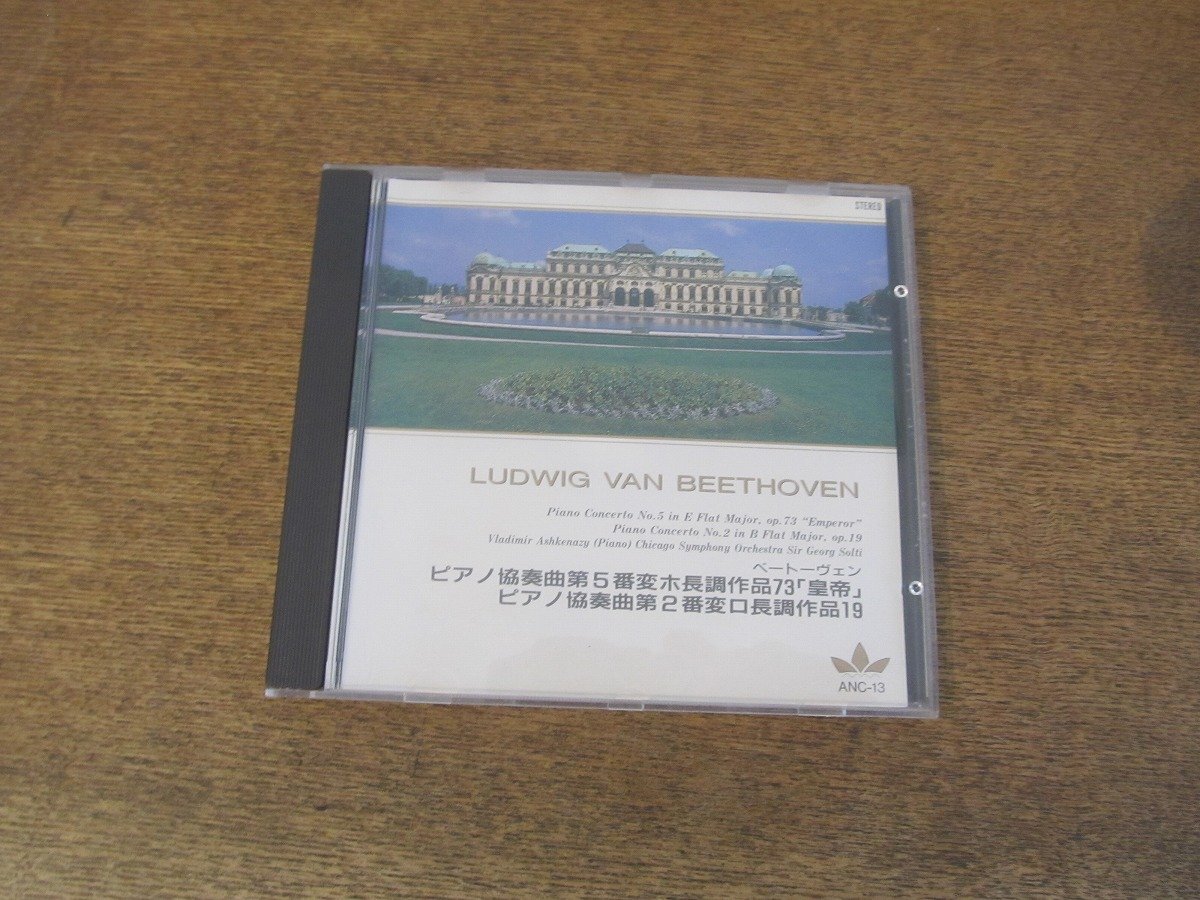 STEREO
LUDWIG VAN BEETHOVEN
Piano Concerto No.5 in E Flat Major, op.73 "Emperor"
Piano Concerto No.2 in B Flat Major, op.19
Vladimir Ashkenazy (Piano) Chicago Symphony Orchestra Sir Georg Solti
ベートーヴェン
ピアノ協奏曲第5番変ホ長調作品73「皇帝」
ピアノ協奏曲第2番変ロ長調作品19
ANC-13